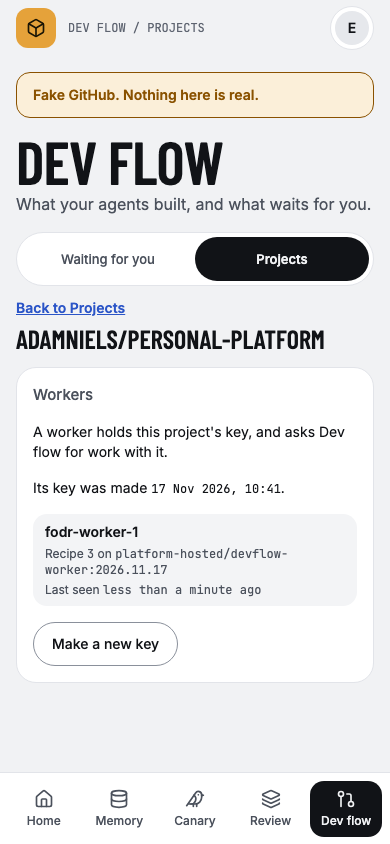 DEV FLOW / PROJECTS
E
Fake GitHub. Nothing here is real.
DEV FLOW
What your agents built, and what waits for you.
Waiting for you
Projects
Back to Projects
ADAMNIELS/PERSONAL-PLATFORM
Workers
A worker holds this project's key, and asks Dev
flow for work with it.
Its key was made 17 Nov 2026, 10:41.
fodr-worker-1
Recipe 3 on platform-hosted/devflow-
worker:2026.11.17
Last seen less than a minute ago
Make a new key
Home
Memory
Canary
Review
Dev flow